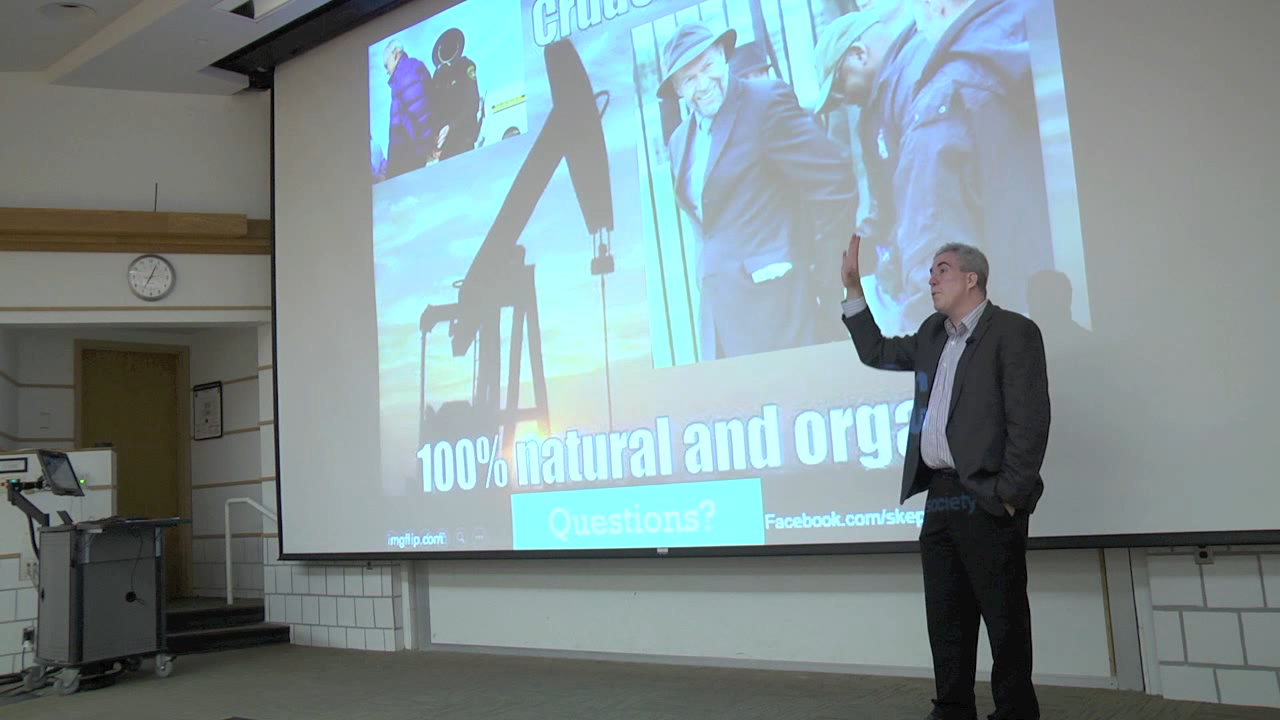 100% natural and orga
Questions?
imgflip.com
Facebook.com/skep
society